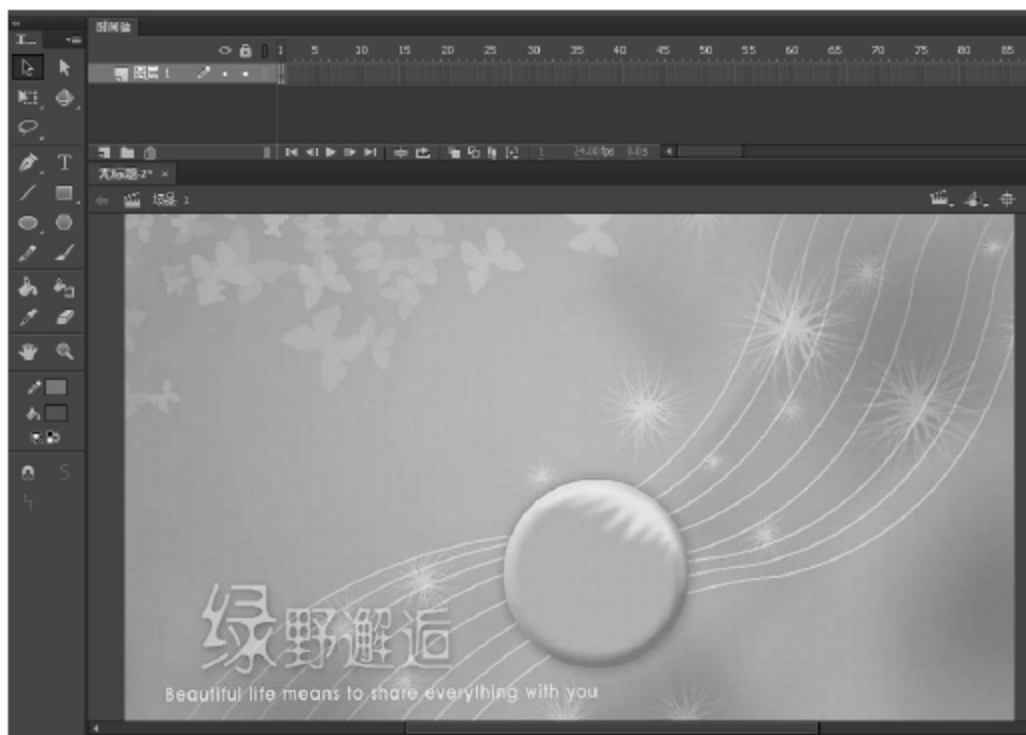 时间轴
工...
1 5 10 15 20 25 30 35 40 45 50 55 60 65 70 75 80 85
图层 1
1 24.00fps 0.0s
无标题-2* ×
场景 1
绿野邂逅
Beautiful life means to share everything with you